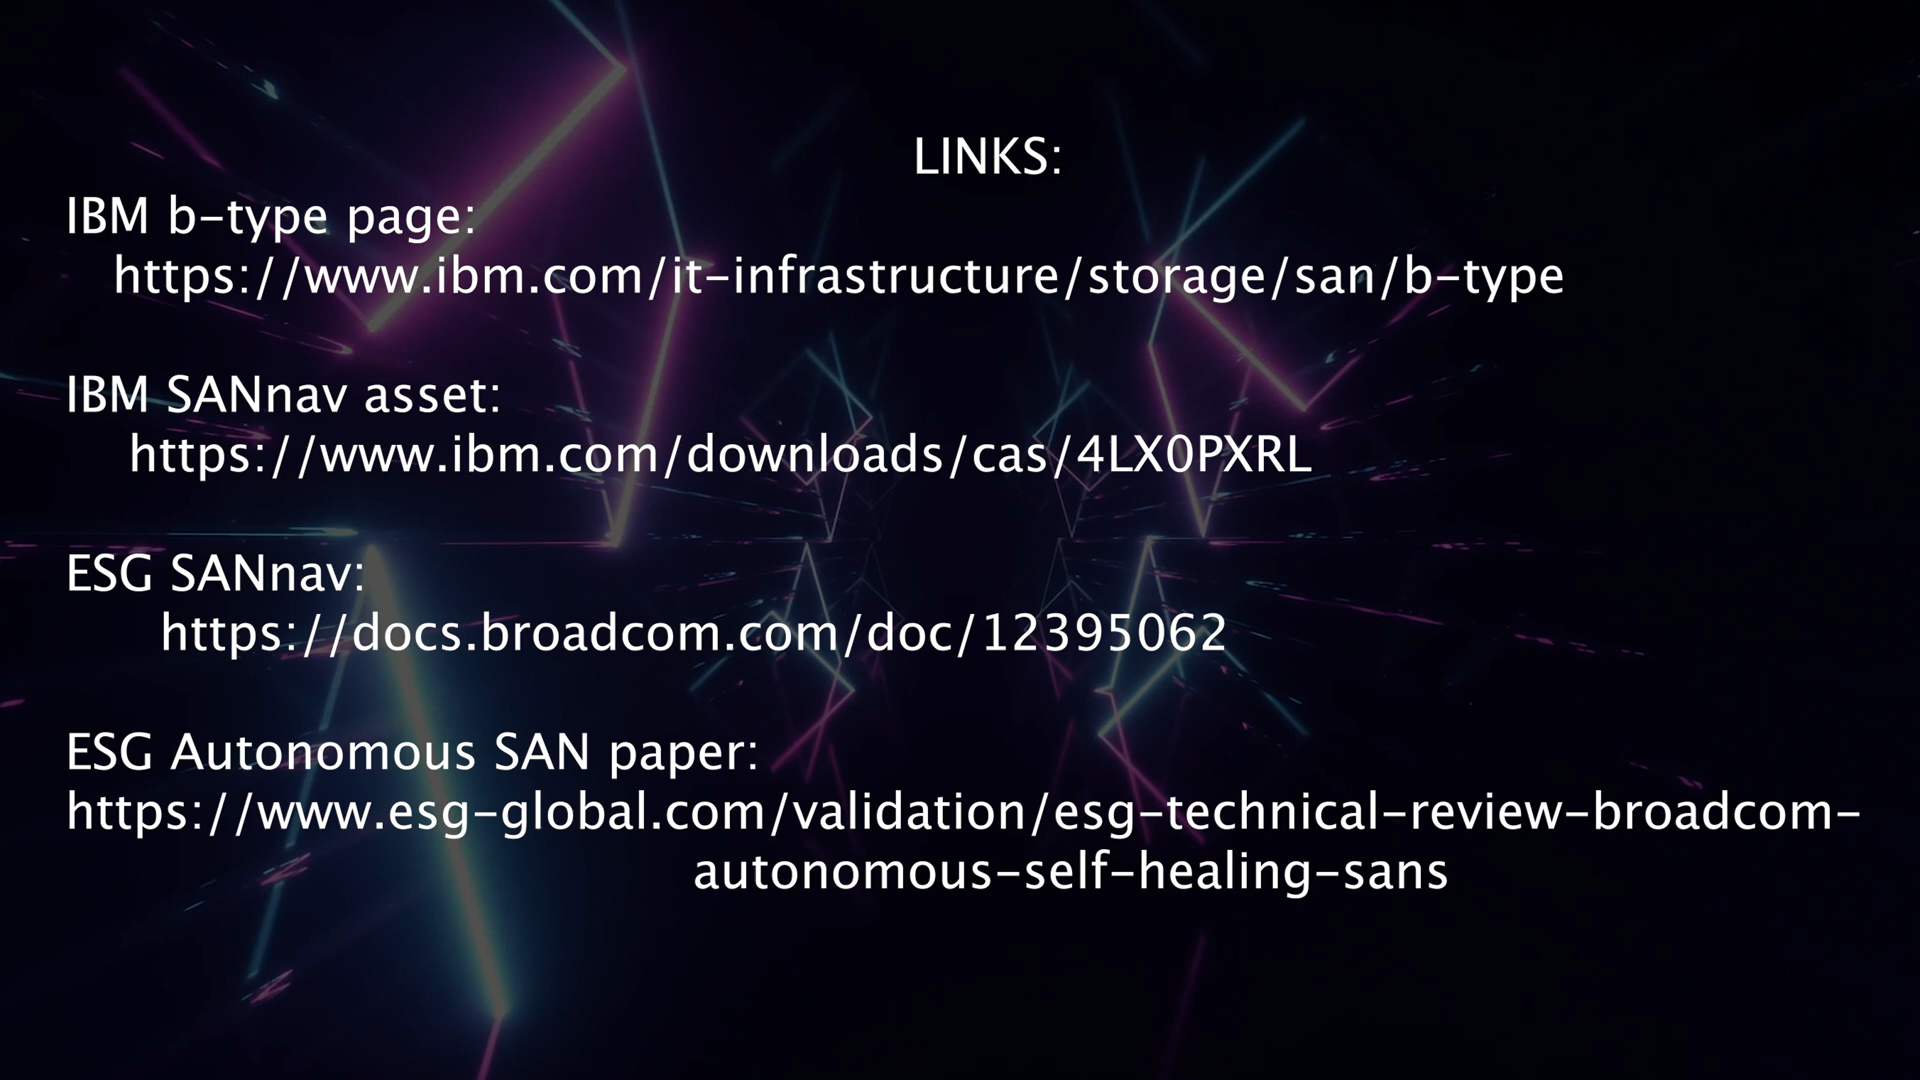 LINKS:
IBM b-type page:
https://www.ibm.com/it-infrastructure/storage/san/b-type
IBM SANnav asset:
https://www.ibm.com/downloads/cas/4LX0PXRL
ESG SANnav:
https://docs.broadcom.com/doc/12395062
ESG Autonomous SAN paper:
https://www.esg-global.com/validation/esg-technical-review-broadcom-
autonomous-self-healing-sans